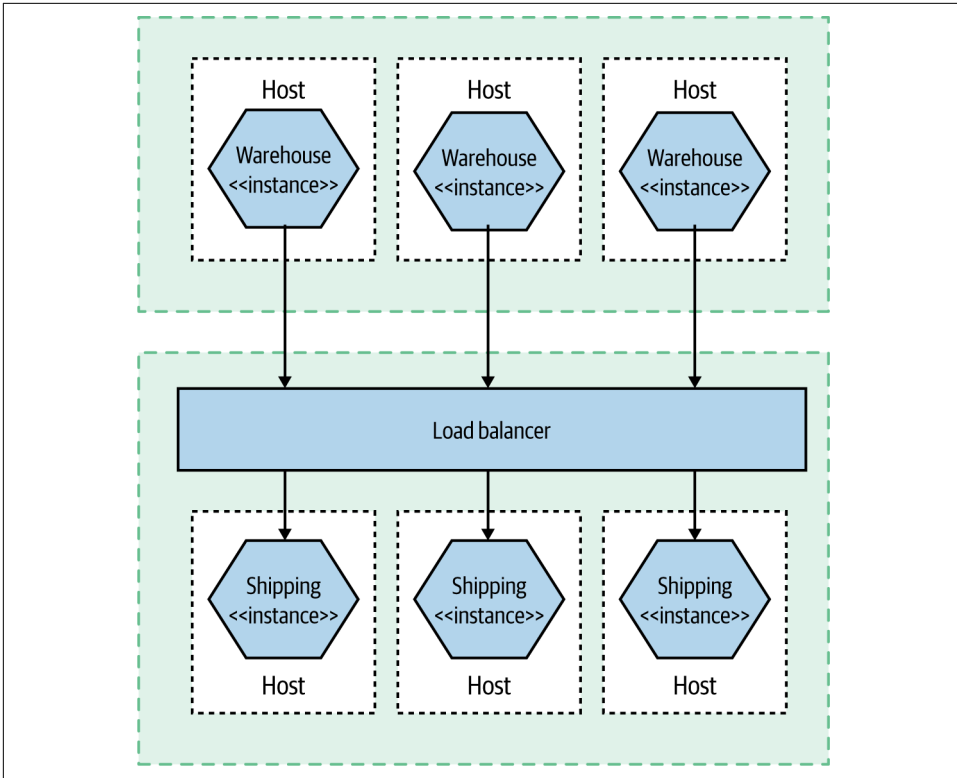 Host
Host
Host
Warehouse
<<instance>>
Warehouse
<<instance>>
Warehouse
<<instance>>
Load balancer
Shipping
<<instance>>
Shipping
<<instance>>
Shipping
<<instance>>
Host
Host
Host